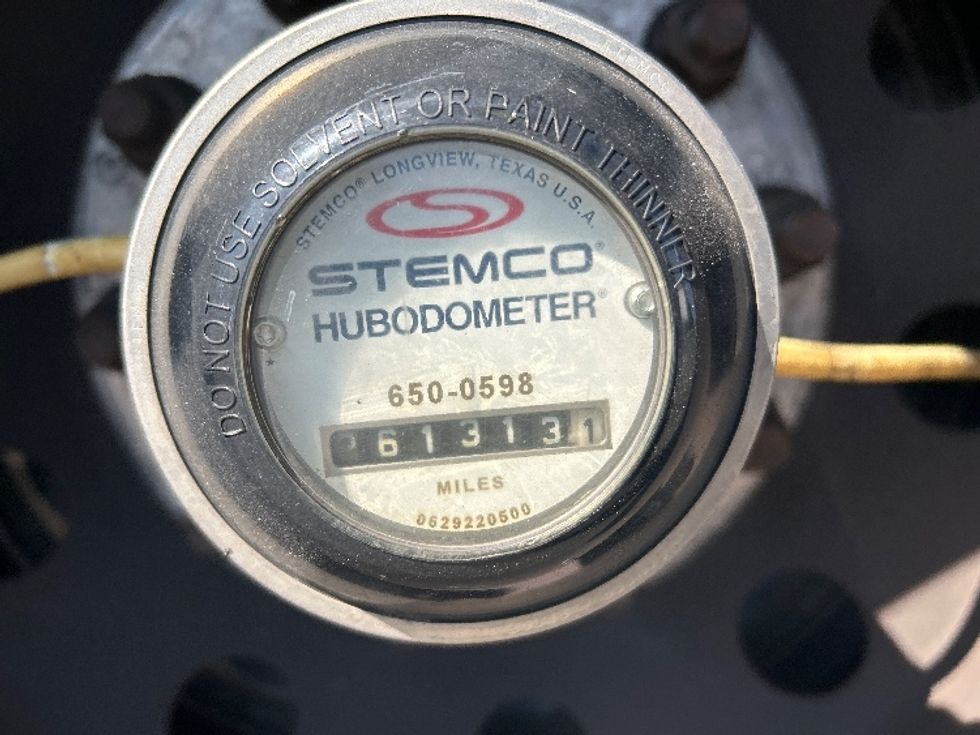 DO NOT USE SOLVENT OR PAINT THINNER
STEMCO® LONGVIEW, TEXAS U.S.A.
STEMCO®
HUBODOMETER®
650-0598
613131
MILES
0629220500